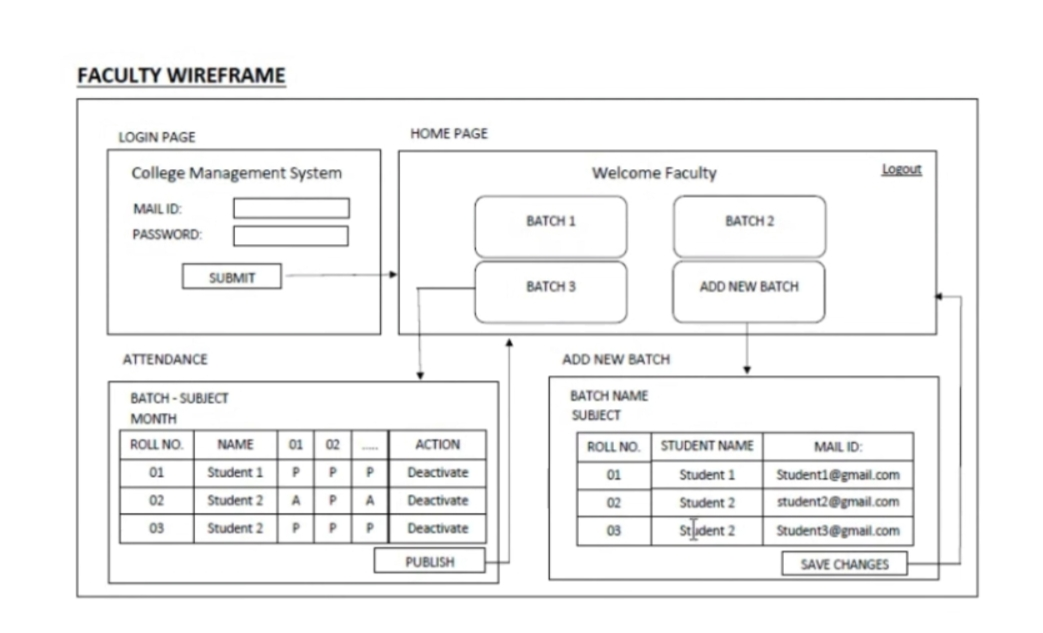 FACULTY WIREFRAME
LOGIN PAGE
College Management System
MAIL ID:
PASSWORD:
SUBMIT
HOME PAGE
Welcome Faculty
Logout
BATCH 1
BATCH 2
BATCH 3
ADD NEW BATCH
ATTENDANCE
BATCH - SUBJECT
MONTH
ROLL NO. NAME 01 02 ..... ACTION
01 Student 1 P P P Deactivate
02 Student 2 A P A Deactivate
03 Student 2 P P P Deactivate
PUBLISH
ADD NEW BATCH
BATCH NAME
SUBJECT
ROLL NO. STUDENT NAME MAIL ID:
01 Student 1 Student1@gmail.com
02 Student 2 student2@gmail.com
03 Student 2 Student3@gmail.com
SAVE CHANGES